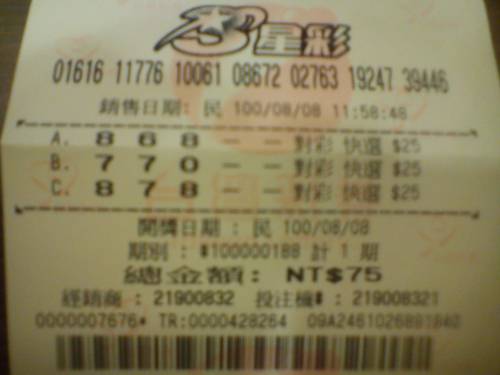 3星彩
01616 11776 10061 08672 02763 19247 39446
銷售日期: 民 100/08/08 11:58:48
A. 8 6 8 - - 對彩 快選 $25
B. 7 7 0 - - 對彩 快選 $25
C. 8 7 8 - - 對彩 快選 $25
開獎日期 : 民 100/08/08
期別 : #100000188 計 1 期
總金額: NT$75
經銷商 : 21900832 投注機# : 219008321
0000007676* TR:0000428264 09A2461026891840